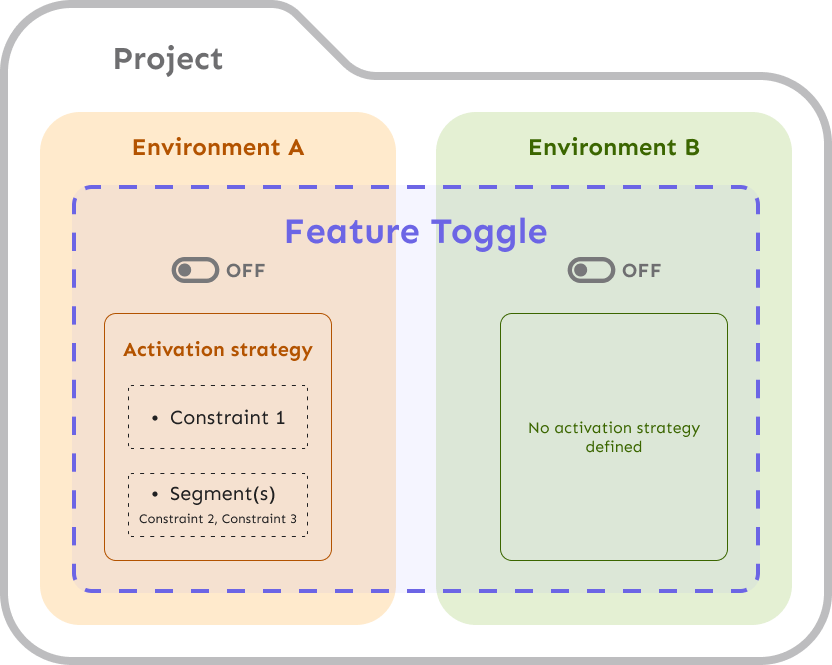 Project
Environment A
Environment B
Feature Toggle
OFF
OFF
Activation strategy
• Constraint 1
• Segment(s)
Constraint 2, Constraint 3
No activation strategy
defined